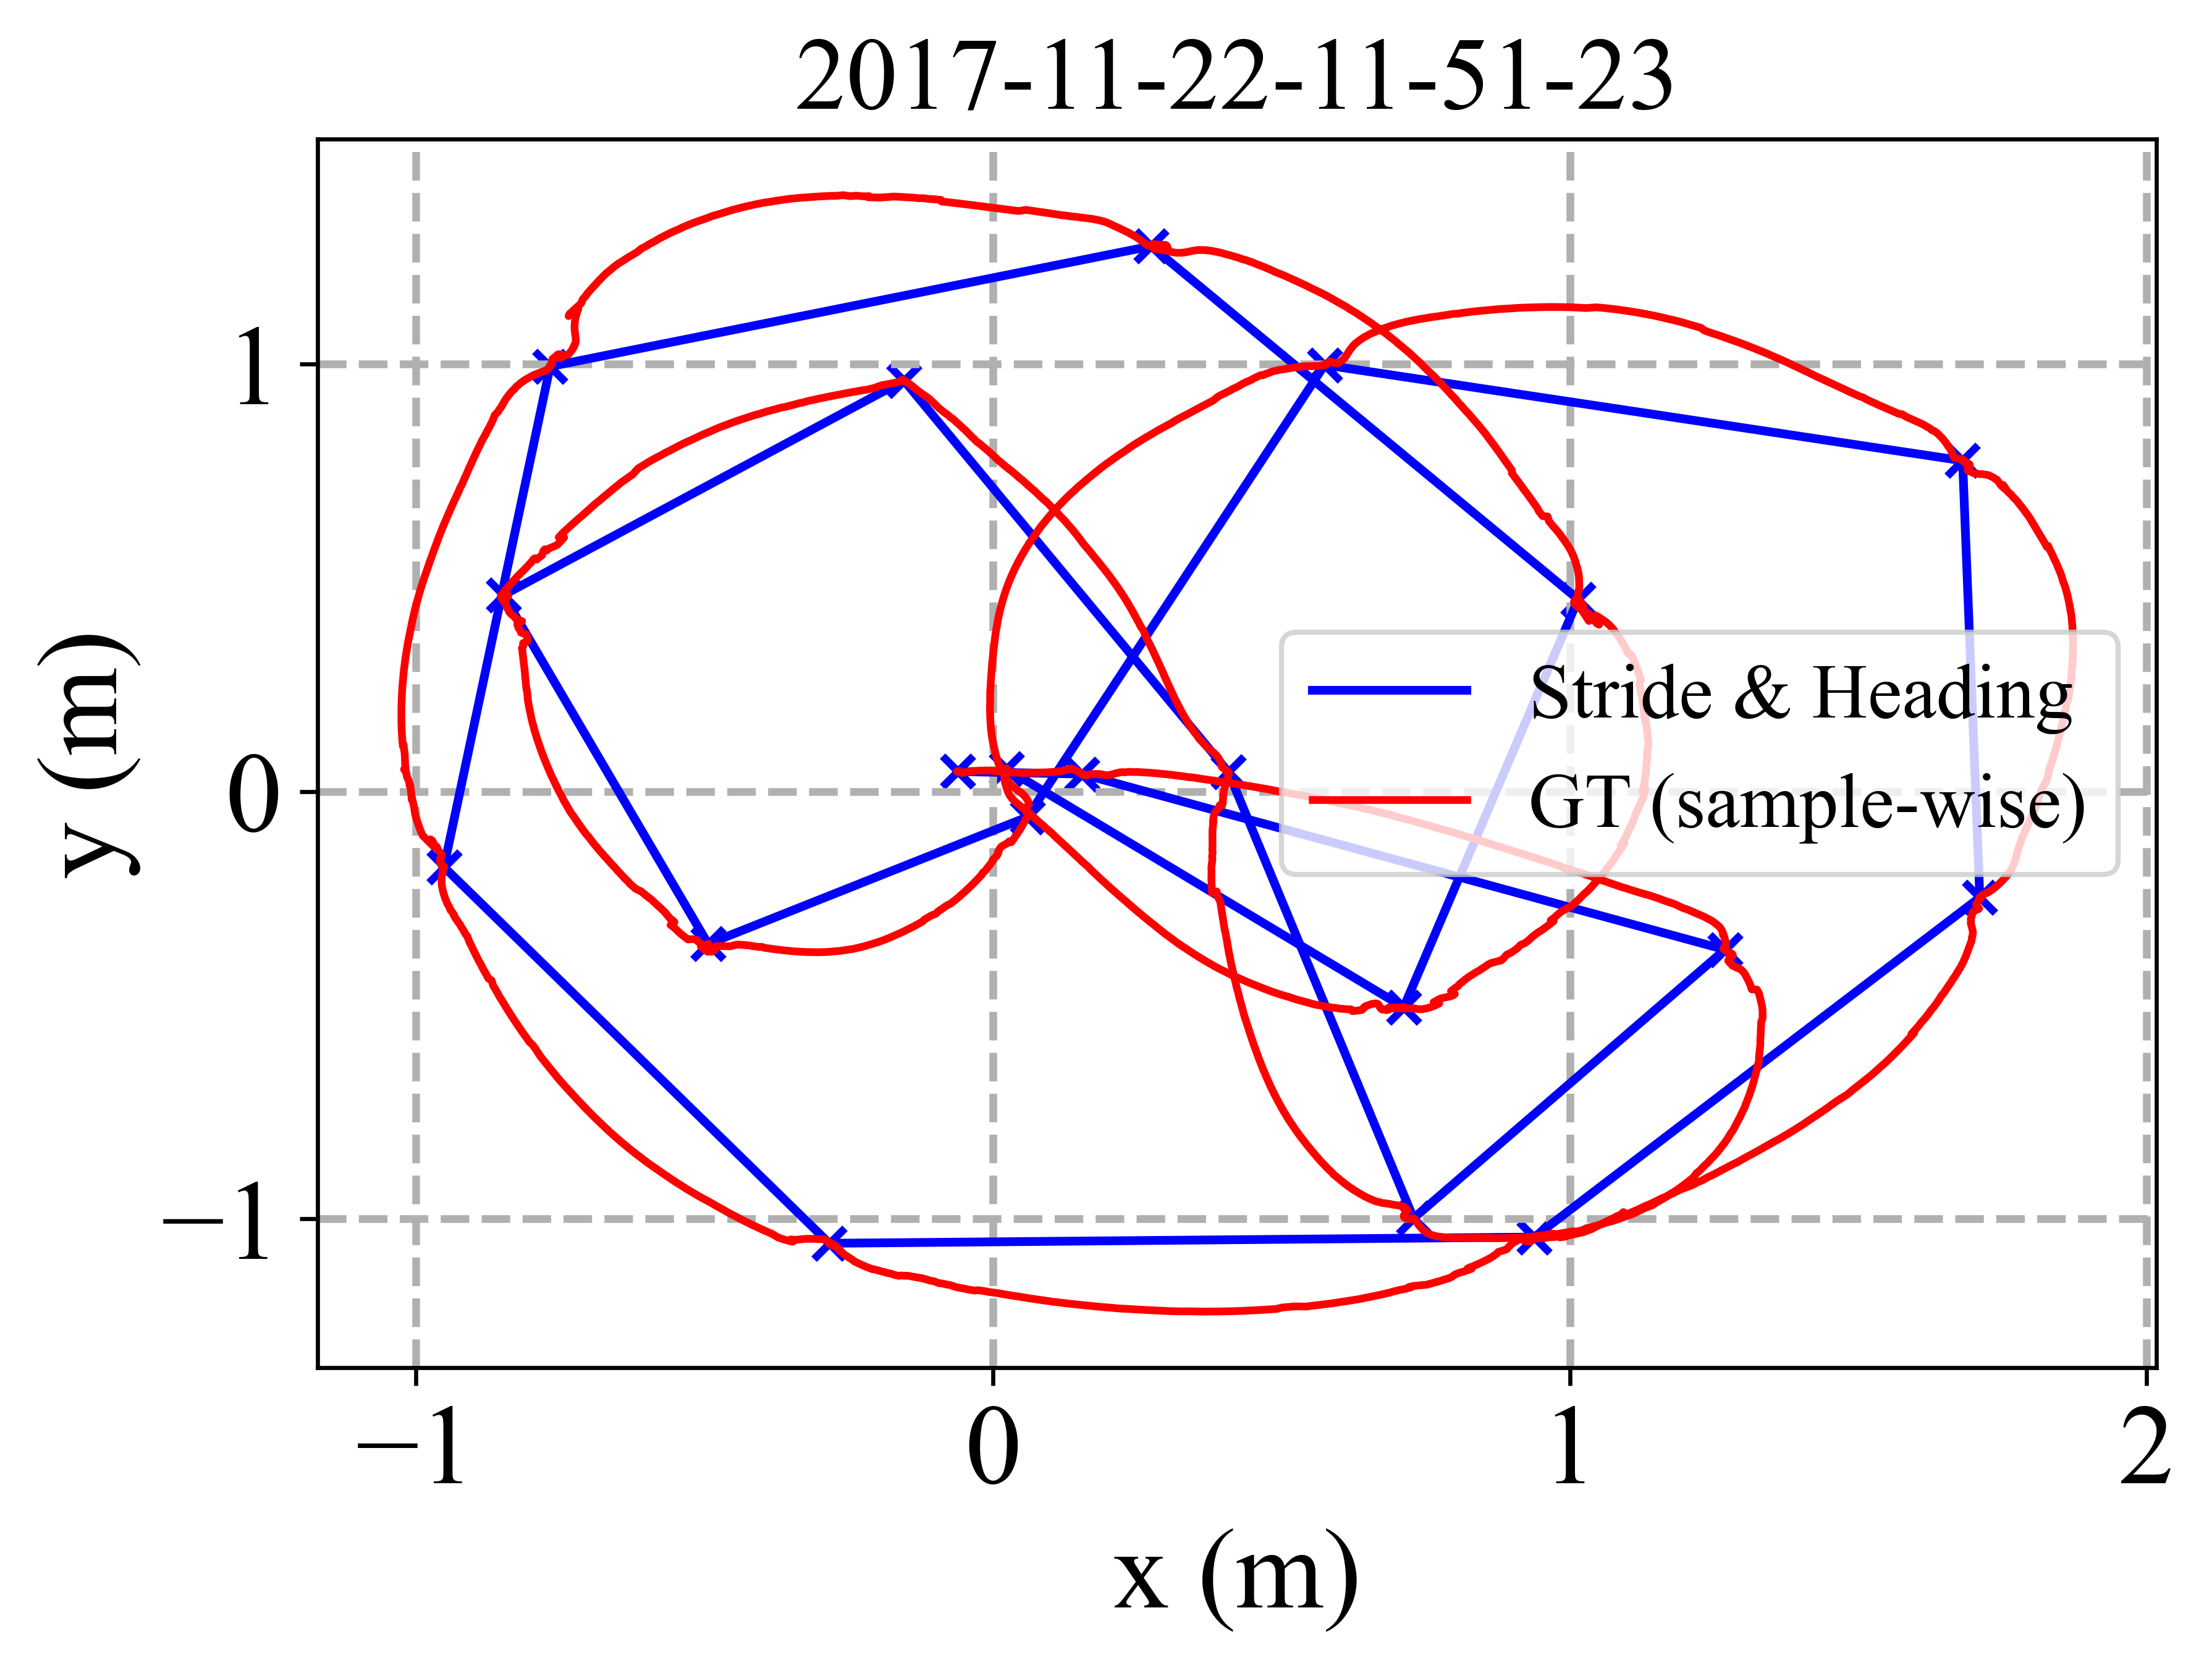 2017-11-22-11-51-23
y (m)
1
0
−1
Stride & Heading
GT (sample-wise)
−1 0 1 2
x (m)